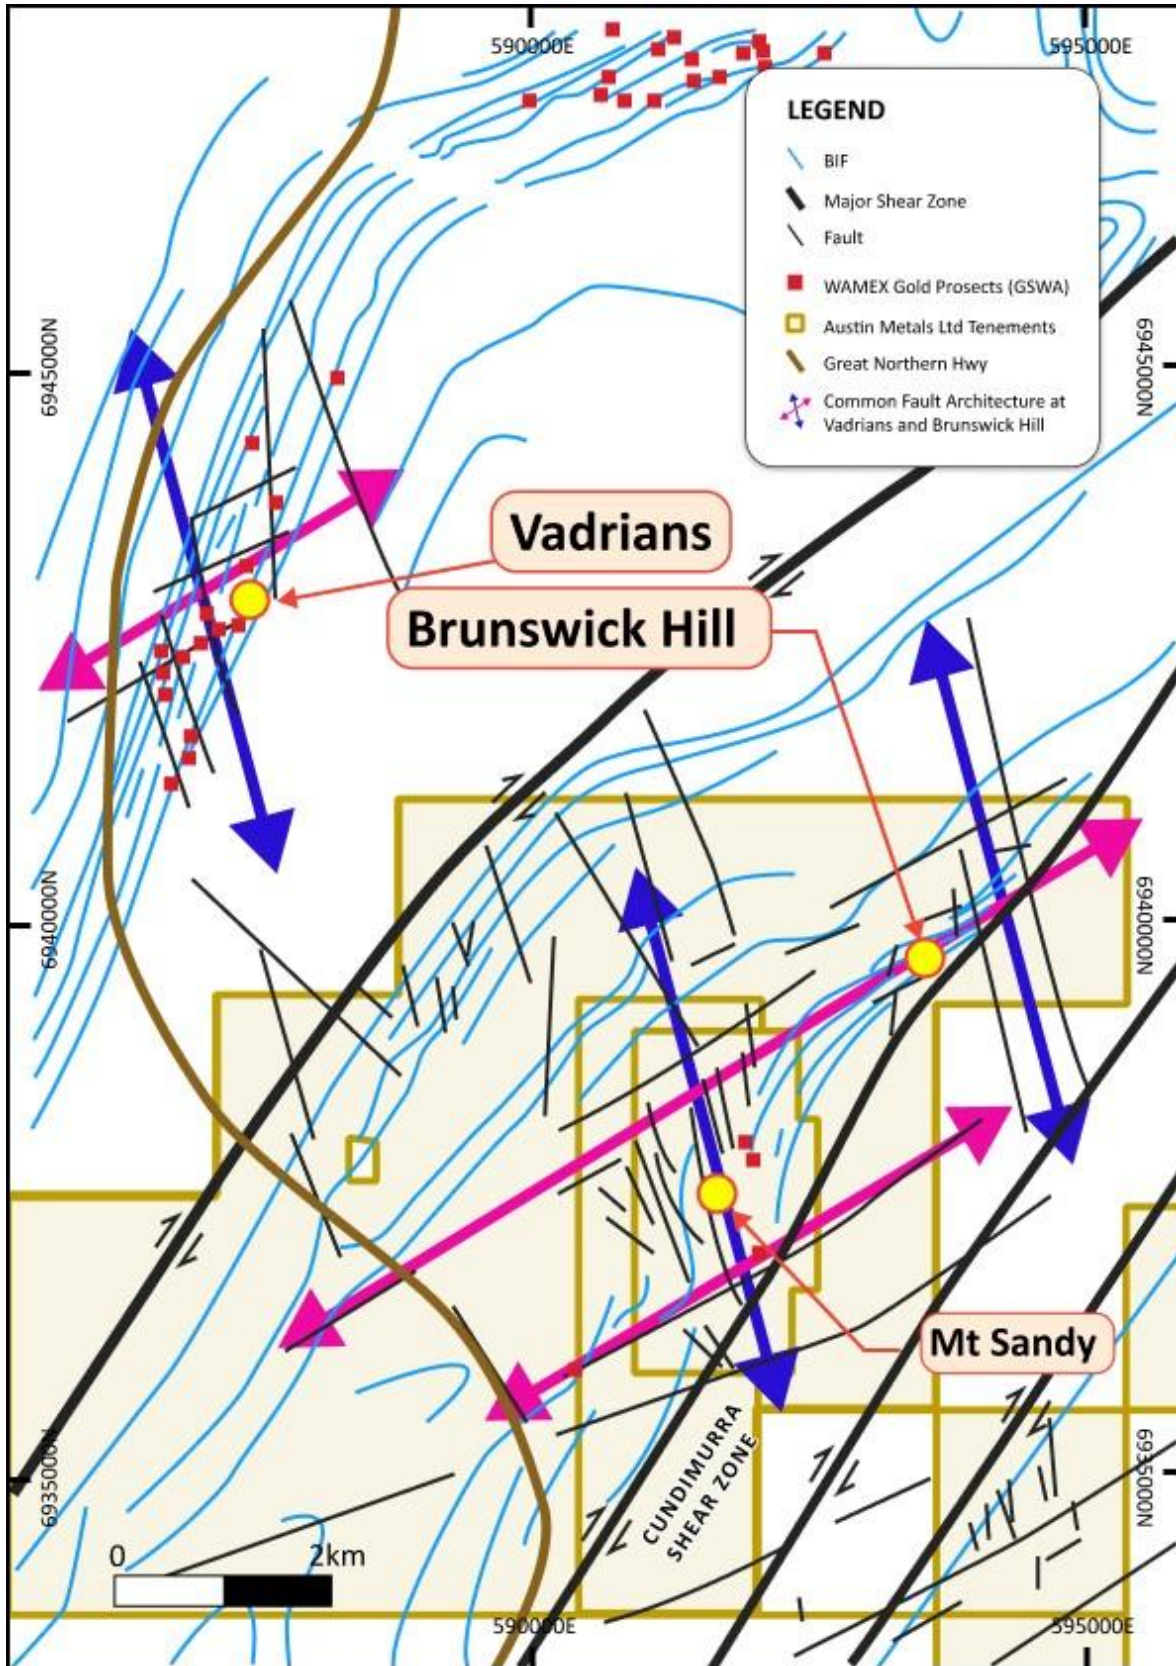 590000E
595000E
LEGEND
BIF
Major Shear Zone
Fault
WAMEX Gold Prosects (GSWA)
Austin Metals Ltd Tenements
Great Northern Hwy
Common Fault Architecture at
Vadrians and Brunswick Hill
6945000N
6945000N
Vadrians
Brunswick Hill
6940000N
6940000N
Mt Sandy
CUNDIMURRA
SHEAR ZONE
6935000N
6935000N
0 2km
590000E
595000E